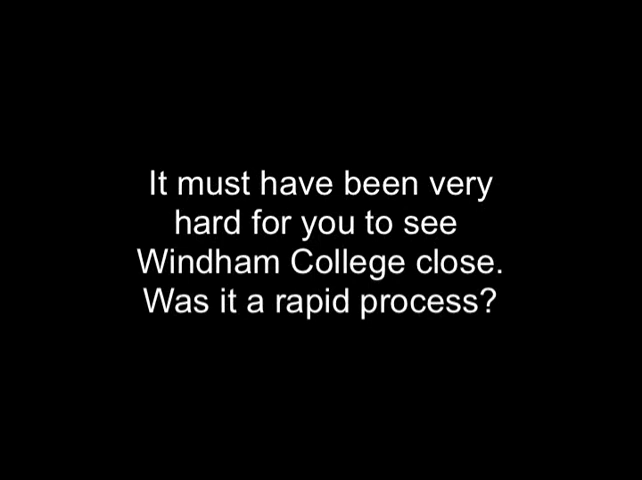 It must have been very
hard for you to see
Windham College close.
Was it a rapid process?